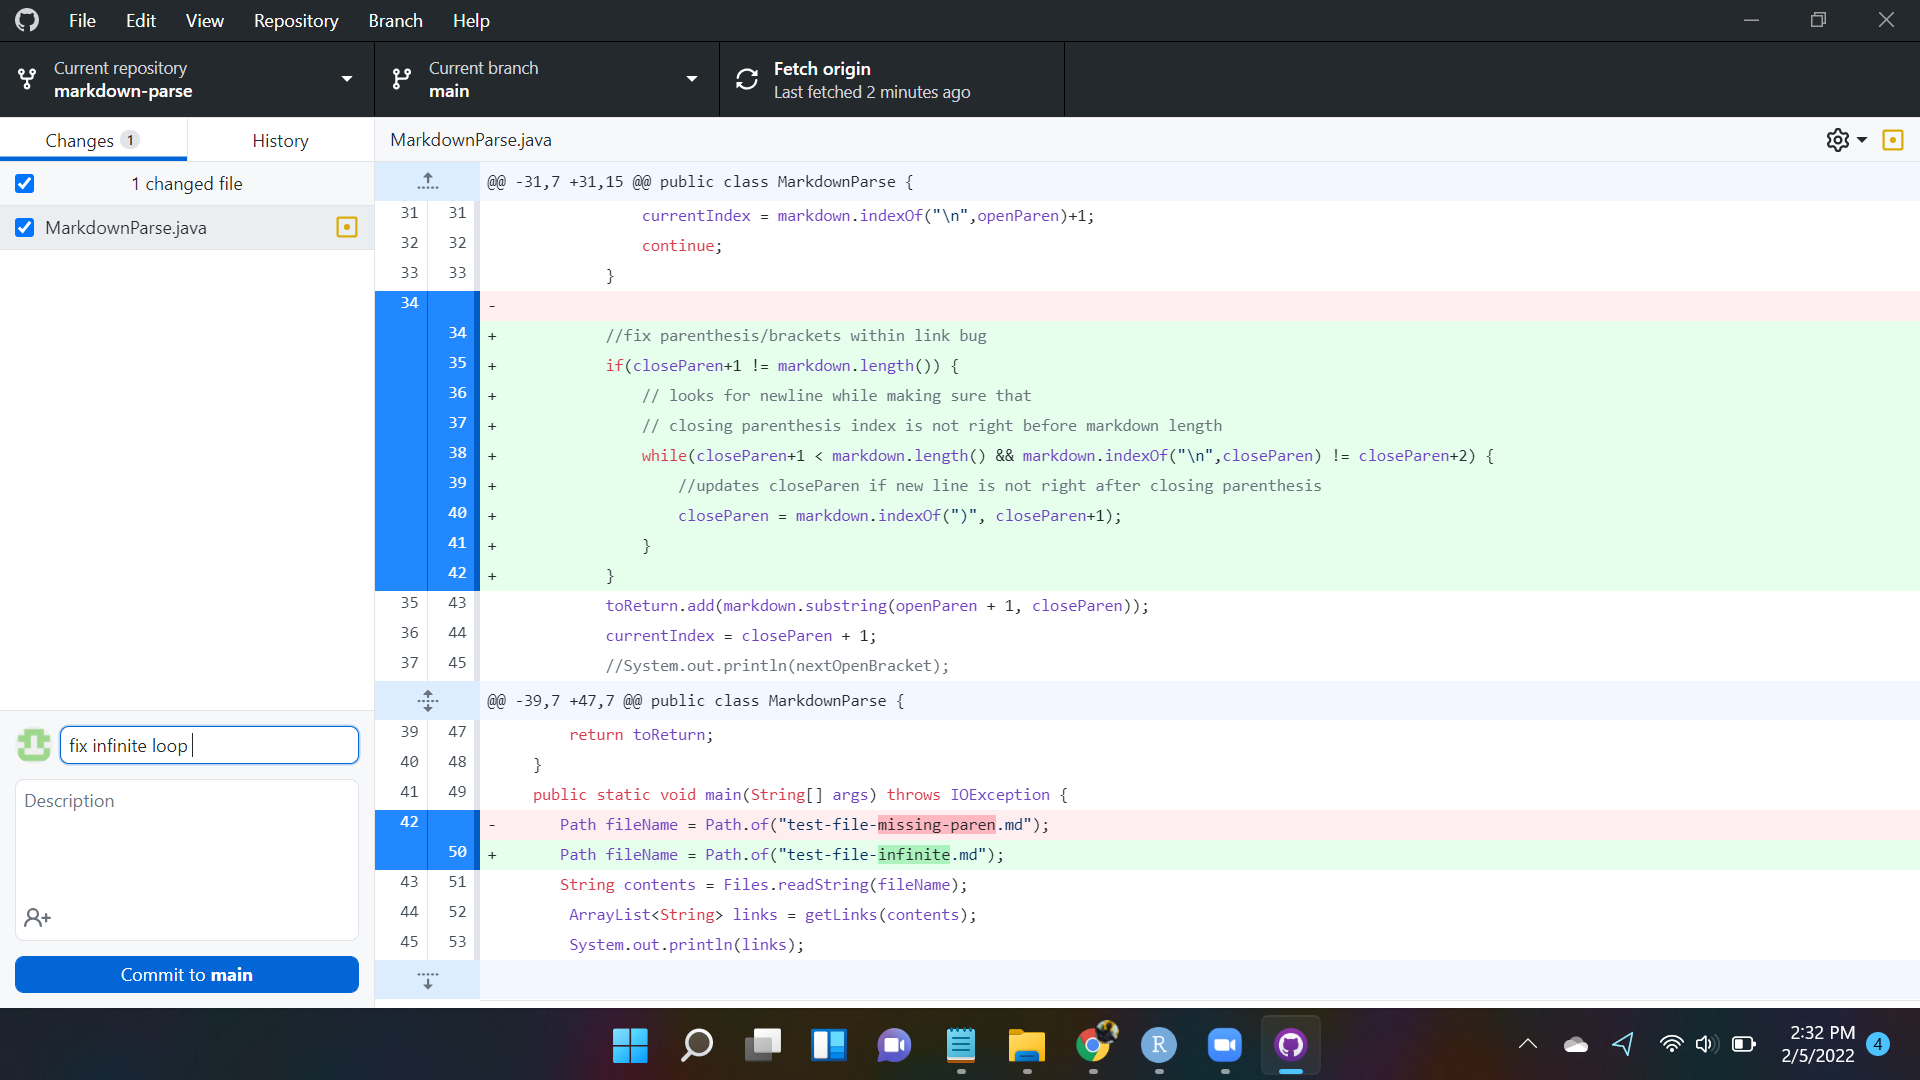 File Edit View Repository Branch Help
Current repository
markdown-parse
Current branch
main
Fetch origin
Last fetched 2 minutes ago
Changes 1
History
MarkdownParse.java
1 changed file
MarkdownParse.java
@@ -31,7 +31,15 @@ public class MarkdownParse {
31 31 currentIndex = markdown.indexOf("\n",openParen)+1;
32 32 continue;
33 33 }
34 -
34 + //fix parenthesis/brackets within link bug
35 + if(closeParen+1 != markdown.length()) {
36 + // looks for newline while making sure that
37 + // closing parenthesis index is not right before markdown length
38 + while(closeParen+1 < markdown.length() && markdown.indexOf("\n",closeParen) != closeParen+2) {
39 + //updates closeParen if new line is not right after closing parenthesis
40 + closeParen = markdown.indexOf(")", closeParen+1);
41 + }
42 + }
35 43 toReturn.add(markdown.substring(openParen + 1, closeParen));
36 44 currentIndex = closeParen + 1;
37 45 //System.out.println(nextOpenBracket);
@@ -39,7 +47,7 @@ public class MarkdownParse {
39 47 return toReturn;
40 48 }
41 49 public static void main(String[] args) throws IOException {
42 - Path fileName = Path.of("test-file-missing-paren.md");
50 + Path fileName = Path.of("test-file-infinite.md");
43 51 String contents = Files.readString(fileName);
44 52 ArrayList<String> links = getLinks(contents);
45 53 System.out.println(links);
fix infinite loop
Description
Commit to main
R
2:32 PM
2/5/2022
4